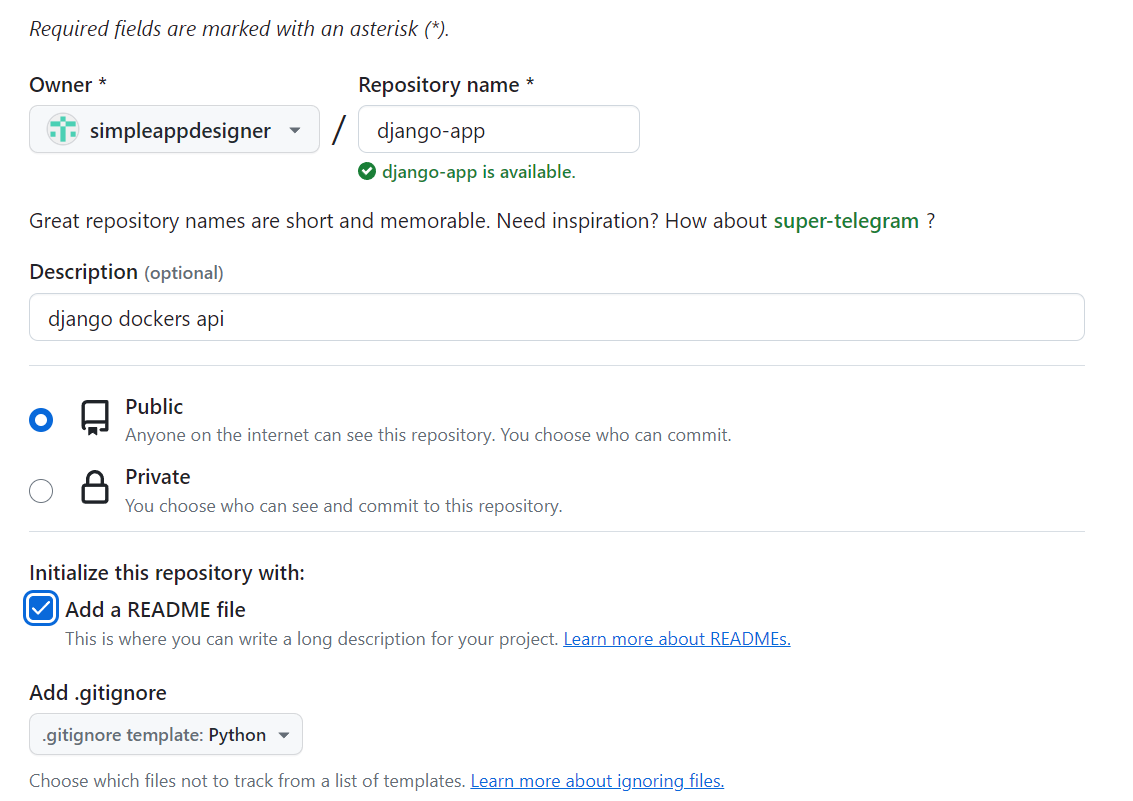 Required fields are marked with an asterisk (*).
Owner *
Repository name *
simpleappdesigner
/
django-app
django-app is available.
Great repository names are short and memorable. Need inspiration? How about super-telegram ?
Description (optional)
django dockers api
Public
Anyone on the internet can see this repository. You choose who can commit.
Private
You choose who can see and commit to this repository.
Initialize this repository with:
Add a README file
This is where you can write a long description for your project. Learn more about READMEs.
Add .gitignore
.gitignore template: Python
Choose which files not to track from a list of templates. Learn more about ignoring files.